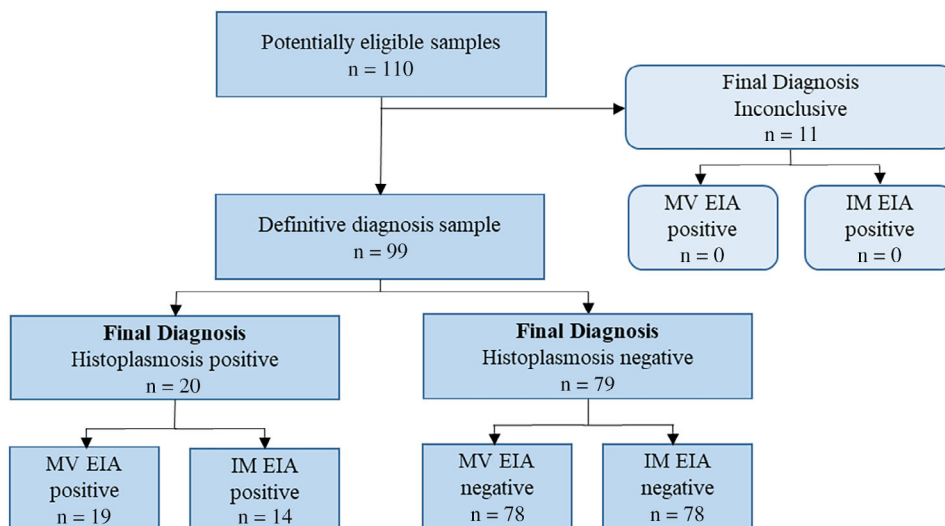 Potentially eligible samples
n = 110
Final Diagnosis
Inconclusive
n = 11
MV EIA
positive
n = 0
IM EIA
positive
n = 0
Definitive diagnosis sample
n = 99
Final Diagnosis
Histoplasmosis positive
n = 20
Final Diagnosis
Histoplasmosis negative
n = 79
MV EIA
positive
n = 19
IM EIA
positive
n = 14
MV EIA
negative
n = 78
IM EIA
negative
n = 78